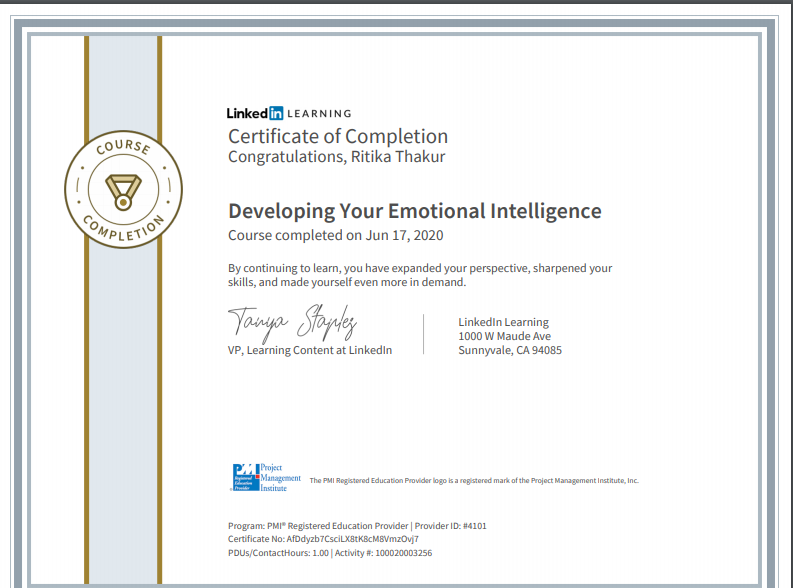 COURSE
COMPLETION
Linked in LEARNING
Certificate of Completion
Congratulations, Ritika Thakur
Developing Your Emotional Intelligence
Course completed on Jun 17, 2020
By continuing to learn, you have expanded your perspective, sharpened your
skills, and made yourself even more in demand.
Tanya Staples
VP, Learning Content at LinkedIn
LinkedIn Learning
1000 W Maude Ave
Sunnyvale, CA 94085
PMI
Registered
Education
Provider
Project
Management
Institute
The PMI Registered Education Provider logo is a registered mark of the Project Management Institute, Inc.
Program: PMI® Registered Education Provider | Provider ID: #4101
Certificate No: AfDdyzb7CsciLX8tK8cM8VmzOvj7
PDUs/ContactHours: 1.00 | Activity #: 100020003256